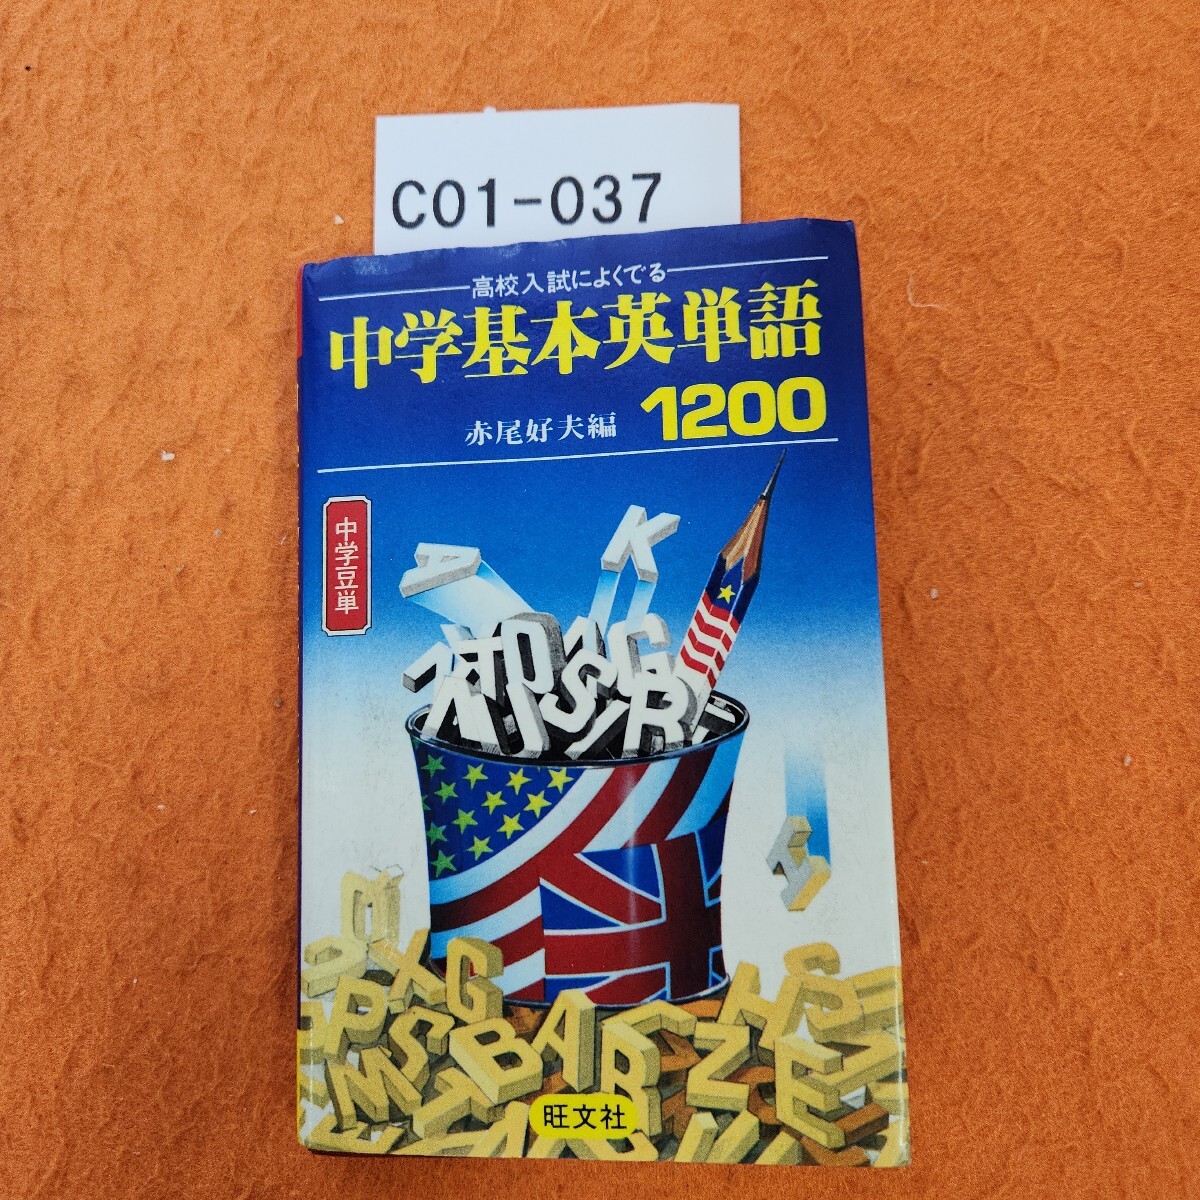 C01-037
高校入試によくでる
中学基本英単語
1200
赤尾好夫編
中学豆単
旺文社